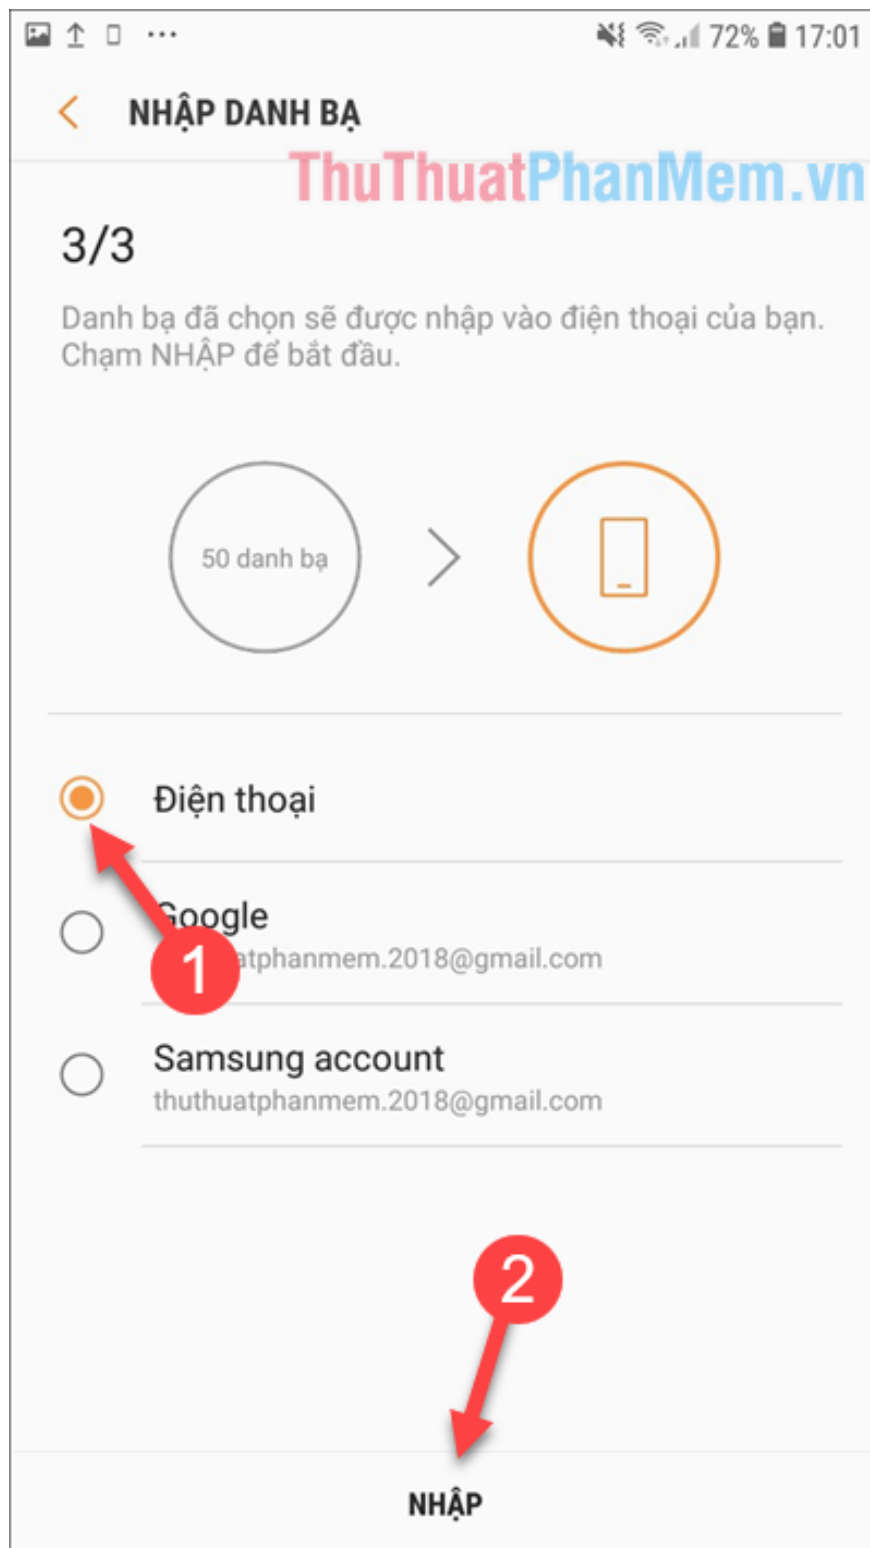 72% 17:01
NHẬP DANH BẠ
ThuThuatPhanMem.vn
3/3
Danh bạ đã chọn sẽ được nhập vào điện thoại của bạn.
Chạm NHẬP để bắt đầu.
50 danh bạ
Điện thoại
Google
1
atphanmem.2018@gmail.com
Samsung account
thuthuatphanmem.2018@gmail.com
2
NHẬP